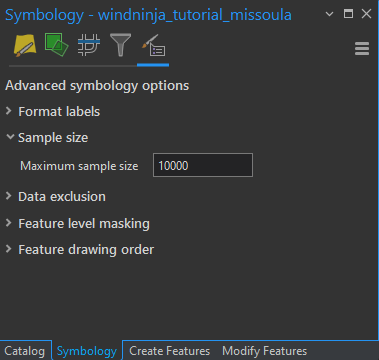 Symbology - windninja_tutorial_missoula
Advanced symbology options
Format labels
Sample size
Maximum sample size 10000
Data exclusion
Feature level masking
Feature drawing order
Catalog Symbology Create Features Modify Features